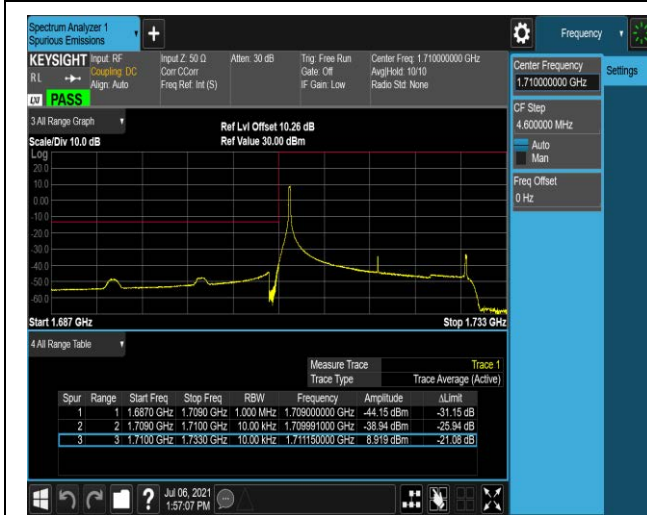 Spectrum Analyzer 1
Spurious Emissions
Frequency
KEYSIGHT Input: RF Input Z: 50 Ω Atten: 30 dB Trig: Free Run Center Freq: 1.710000000 GHz
RL Coupling: DC Corr CCorr Gate: Off Avg|Hold: 10/10
Align: Auto Freq Ref: Int (S) IF Gain: Low Radio Std: None
LXI PASS
Center Frequency
1.710000000 GHz
Settings
CF Step
4.600000 MHz
Auto
Man
Freq Offset
0 Hz
3 All Range Graph
Ref Lvl Offset 10.26 dB
Scale/Div 10.0 dB Ref Value 30.00 dBm
Log
20.0
10.0
0.00
-10.0
-20.0
-30.0
-40.0
-50.0
-60.0
Start 1.687 GHz Stop 1.733 GHz
4 All Range Table
Measure Trace Trace 1
Trace Type Trace Average (Active)
Spur Range Start Freq Stop Freq RBW Frequency Amplitude ΔLimit
1 1 1.6870 GHz 1.7090 GHz 1.000 MHz 1.709000000 GHz -44.15 dBm -31.15 dB
2 2 1.7090 GHz 1.7100 GHz 10.00 kHz 1.709991000 GHz -38.94 dBm -25.94 dB
3 3 1.7100 GHz 1.7330 GHz 10.00 kHz 1.711150000 GHz 8.919 dBm -21.08 dB
Jul 06, 2021
1:57:07 PM